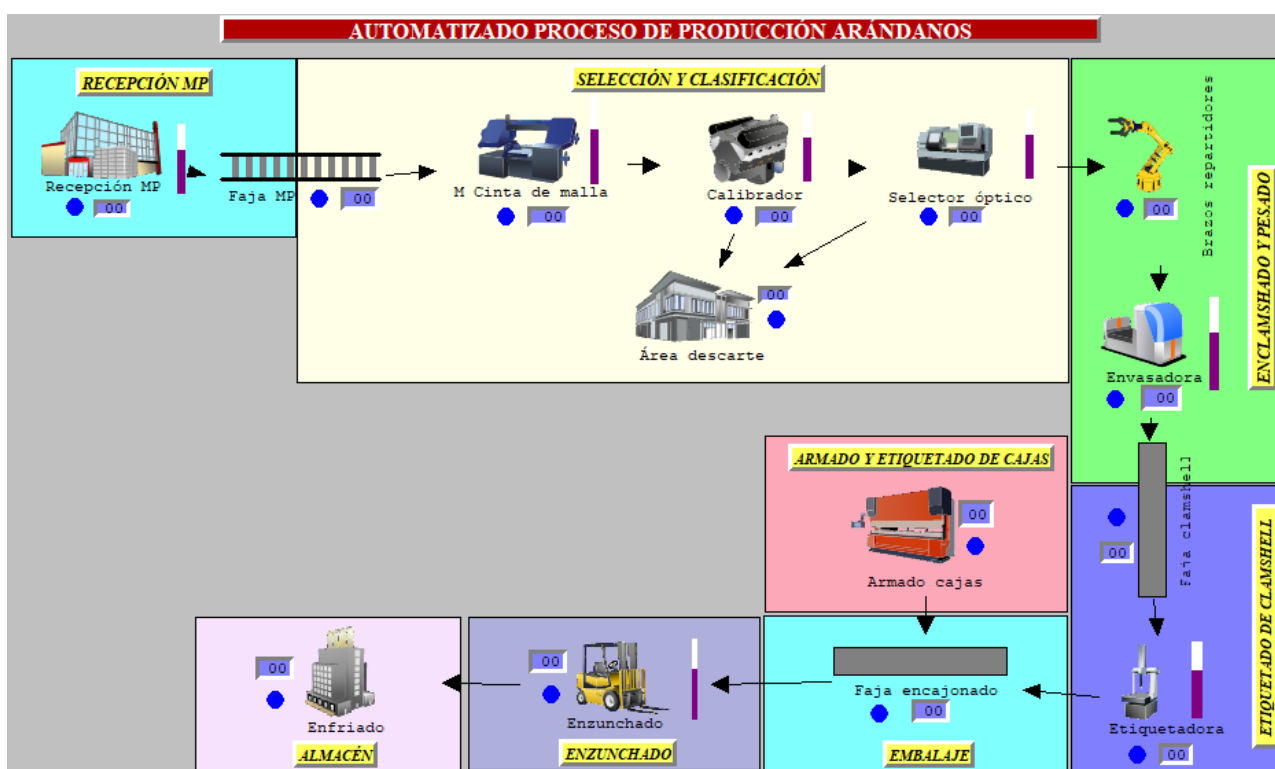 AUTOMATIZADO PROCESO DE PRODUCCIÓN ARÁNDANOS
RECEPCIÓN MP
Recepción MP
00
Faja MP
00
SELECCIÓN Y CLASIFICACIÓN
M Cinta de malla
00
Calibrador
00
Selector óptico
00
00
Área descarte
Brazos repartidores
00
ENCLAMSHADO Y PESADO
Envasadora
00
Faja clamshell
00
ETIQUETADO DE CLAMSHELL
Etiquetadora
00
ARMADO Y ETIQUETADO DE CAJAS
00
Armado cajas
Faja encajonado
00
EMBALAJE
00
Enzunchado
ENZUNCHADO
00
Enfriado
ALMACÉN